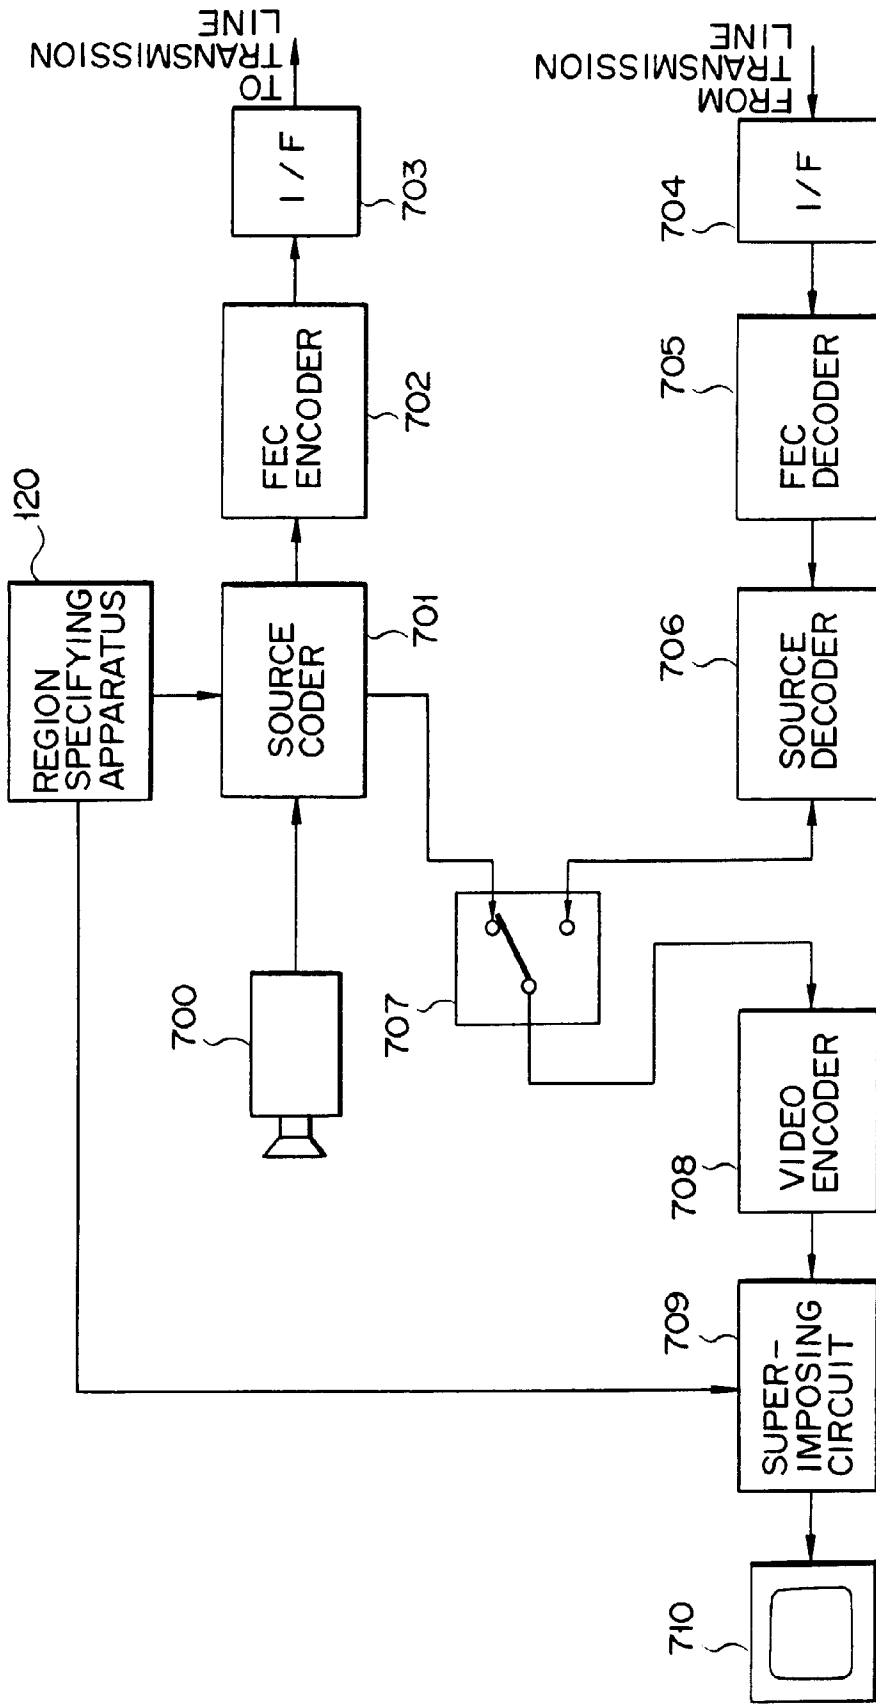 REGION
SPECIFYING
APPARATUS
120
700
SOURCE
CODER
701
FEC
ENCODER
702
I/F
703
TO
TRANSMISSION
LINE
707
710
SUPER-
IMPOSING
CIRCUIT
709
VIDEO
ENCODER
708
SOURCE
DECODER
706
FEC
DECODER
705
I/F
704
FROM
TRANSMISSION
LINE